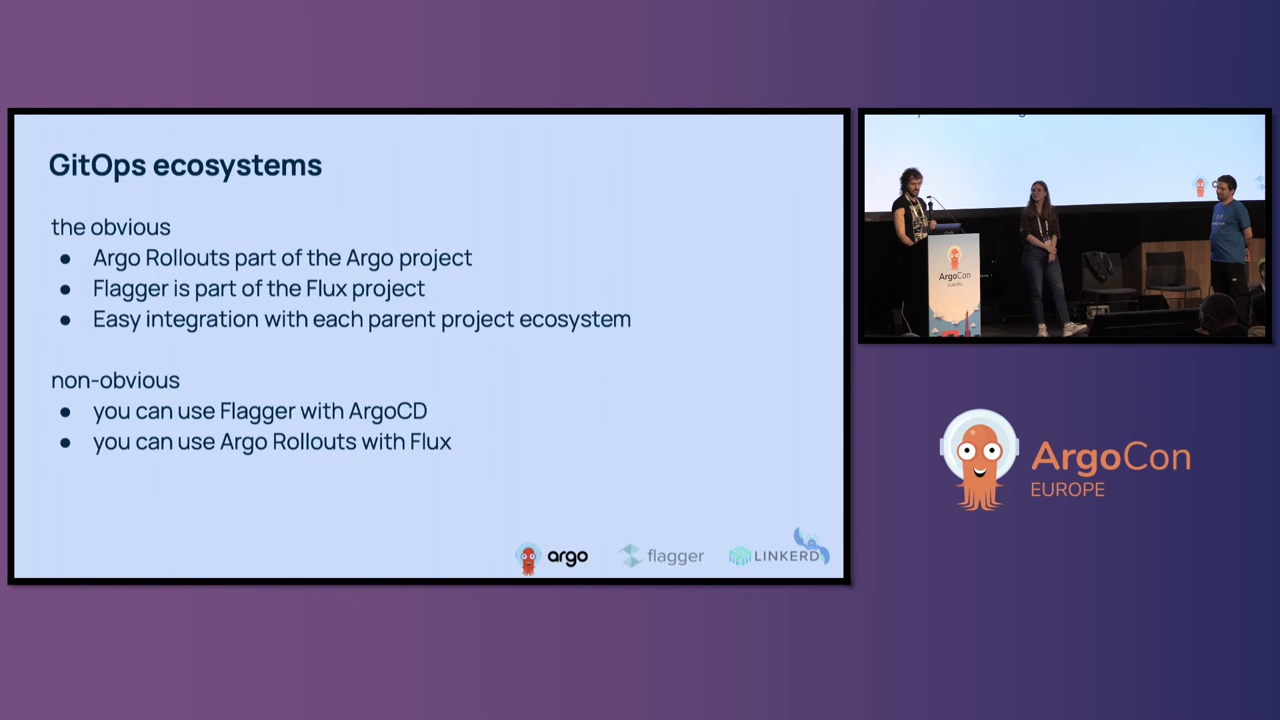 GitOps ecosystems
the obvious
● Argo Rollouts part of the Argo project
● Flagger is part of the Flux project
● Easy integration with each parent project ecosystem
non-obvious
● you can use Flagger with ArgoCD
● you can use Argo Rollouts with Flux
argo
flagger
LINKERD
ArgoCon
EUROPE
ArgoCon
EUROPE